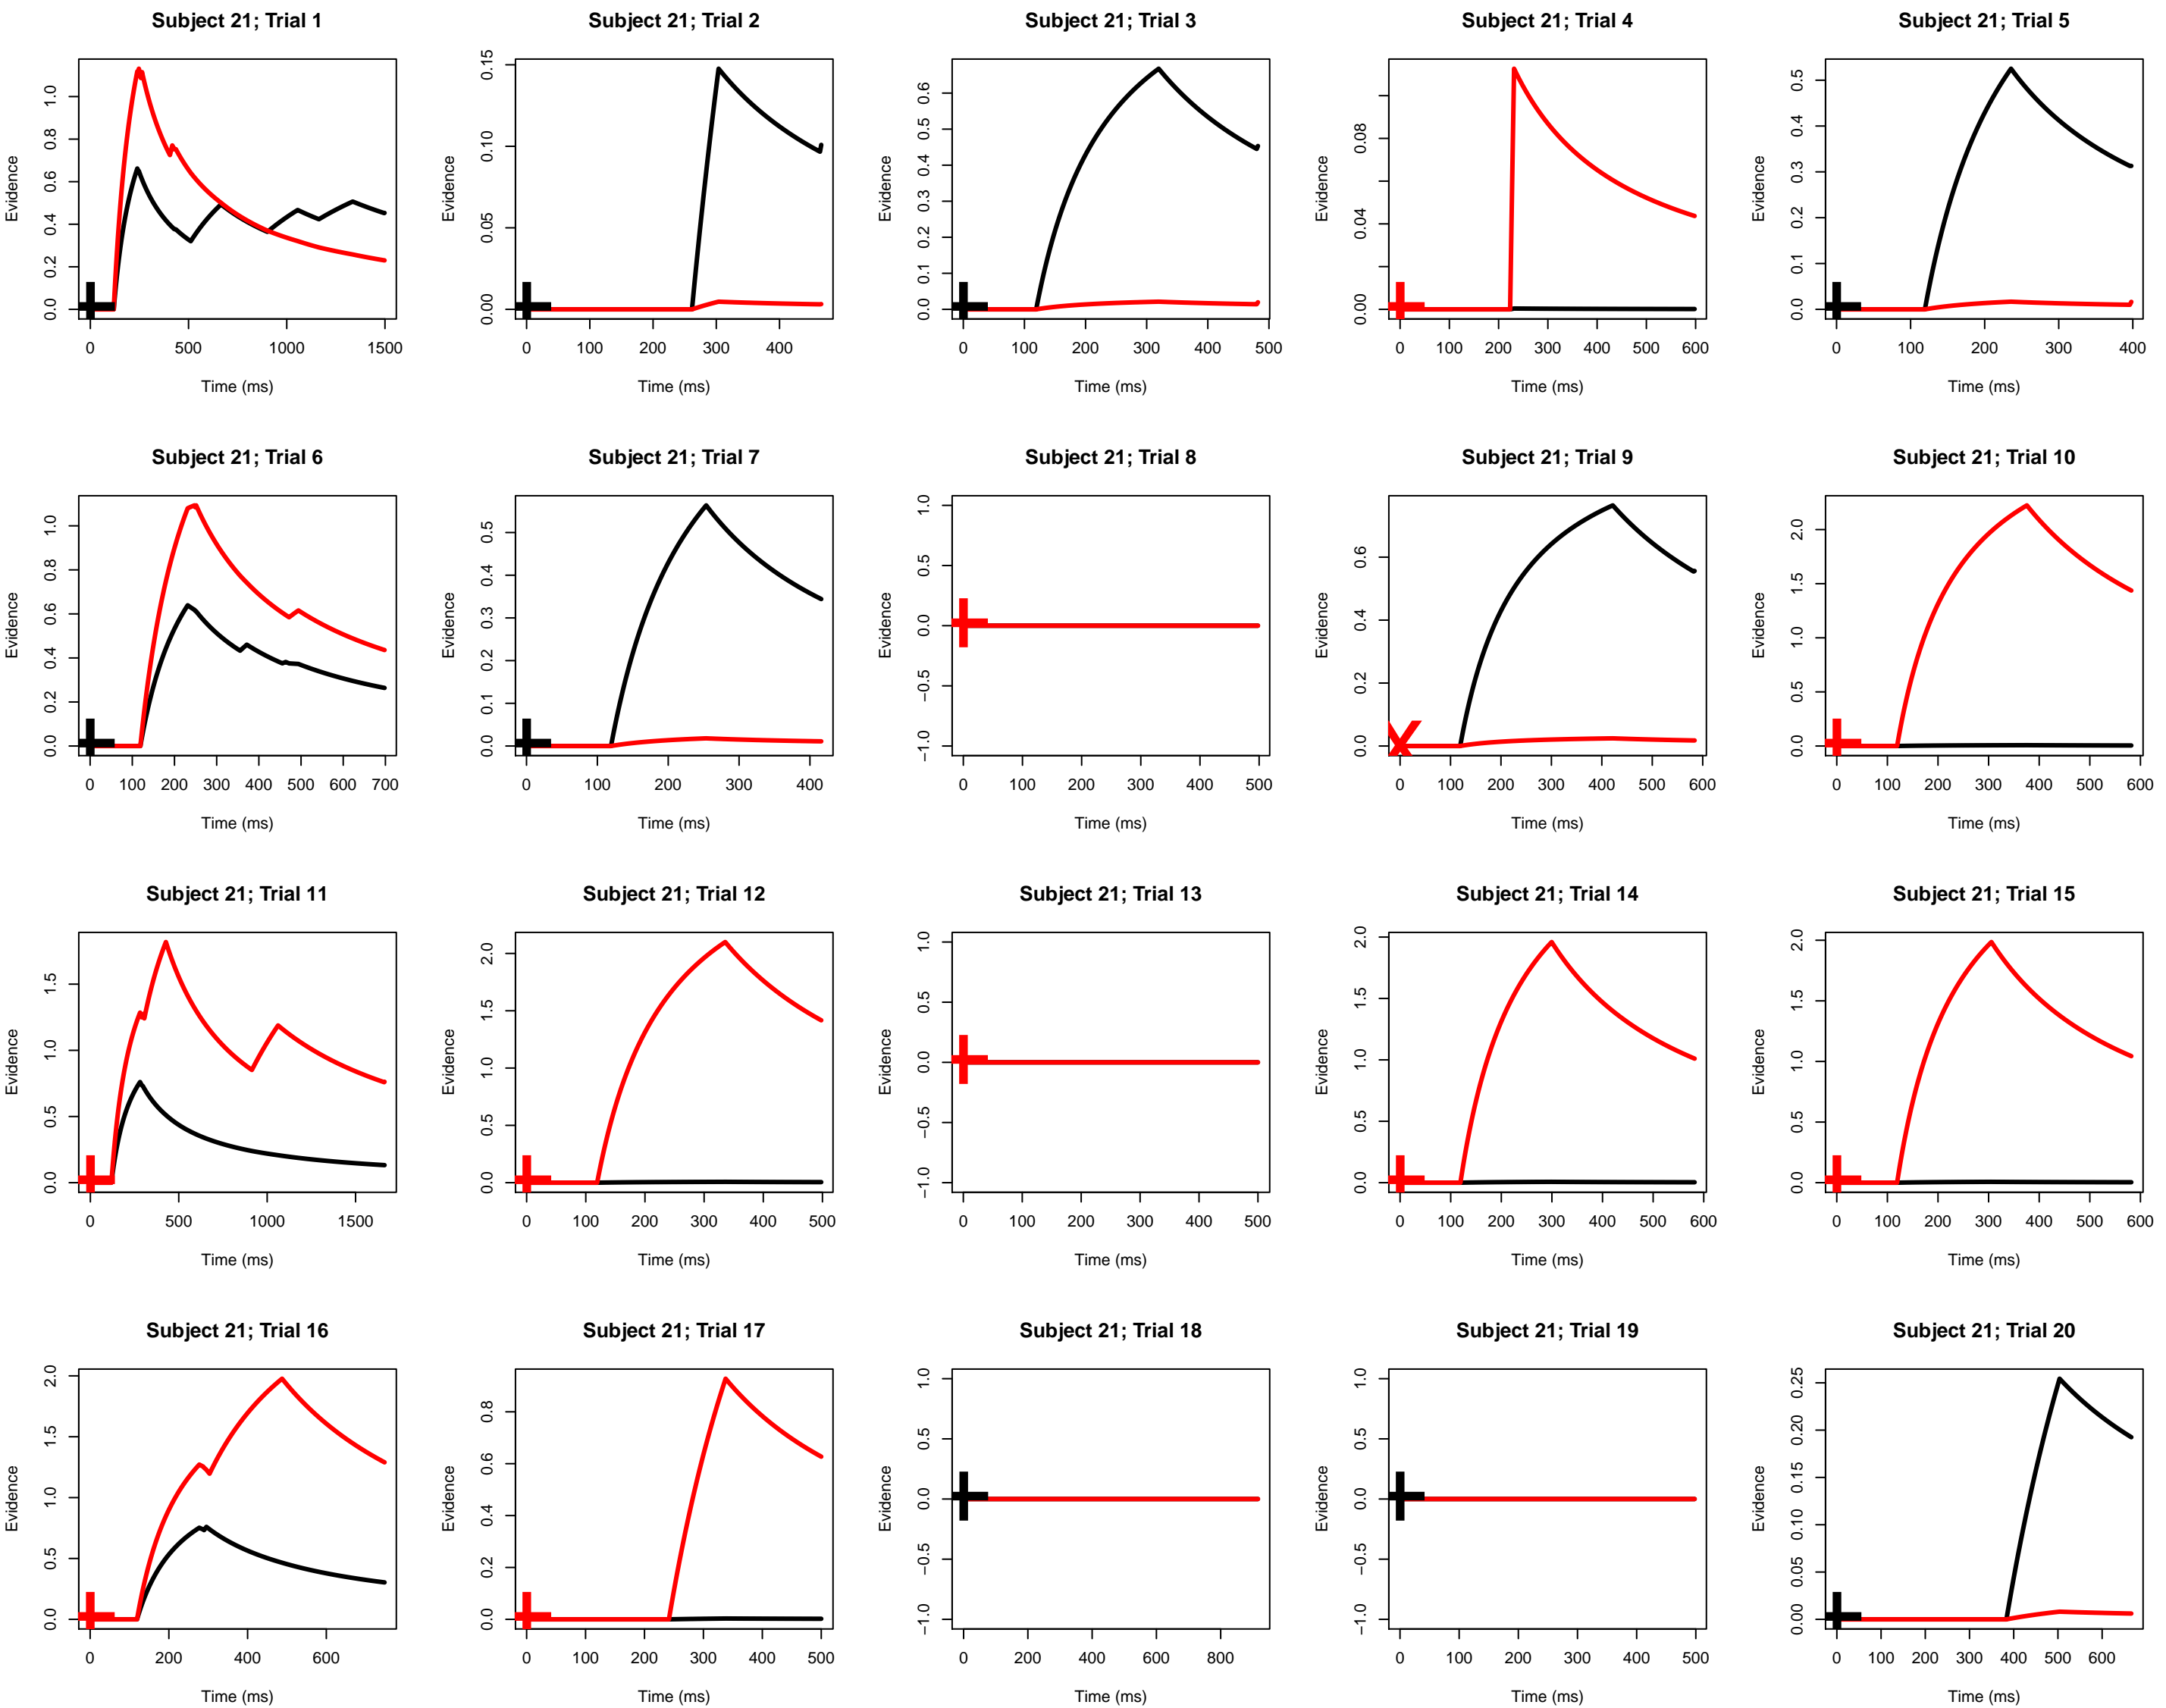 Subject 21; Trial 1
Evidence
0.0 0.2 0.4 0.6 0.8 1.0
0 500 1000 1500
Time (ms)
Subject 21; Trial 2
Evidence
0.00 0.05 0.10 0.15
0 100 200 300 400
Time (ms)
Subject 21; Trial 3
Evidence
0.0 0.1 0.2 0.3 0.4 0.5 0.6
0 100 200 300 400 500
Time (ms)
Subject 21; Trial 4
Evidence
0.00 0.04 0.08
0 100 200 300 400 500 600
Time (ms)
Subject 21; Trial 5
Evidence
0.0 0.1 0.2 0.3 0.4 0.5
0 100 200 300 400
Time (ms)
Subject 21; Trial 6
Evidence
0.0 0.2 0.4 0.6 0.8 1.0
0 100 200 300 400 500 600 700
Time (ms)
Subject 21; Trial 7
Evidence
0.0 0.1 0.2 0.3 0.4 0.5
0 100 200 300 400
Time (ms)
Subject 21; Trial 8
Evidence
−1.0 −0.5 0.0 0.5 1.0
0 100 200 300 400 500
Time (ms)
Subject 21; Trial 9
Evidence
0.0 0.2 0.4 0.6
0 100 200 300 400 500 600
Time (ms)
Subject 21; Trial 10
Evidence
0.0 0.5 1.0 1.5 2.0
0 100 200 300 400 500 600
Time (ms)
Subject 21; Trial 11
Evidence
0.0 0.5 1.0 1.5
0 500 1000 1500
Time (ms)
Subject 21; Trial 12
Evidence
0.0 0.5 1.0 1.5 2.0
0 100 200 300 400 500
Time (ms)
Subject 21; Trial 13
Evidence
−1.0 −0.5 0.0 0.5 1.0
0 100 200 300 400 500
Time (ms)
Subject 21; Trial 14
Evidence
0.0 0.5 1.0 1.5 2.0
0 100 200 300 400 500 600
Time (ms)
Subject 21; Trial 15
Evidence
0.0 0.5 1.0 1.5 2.0
0 100 200 300 400 500 600
Time (ms)
Subject 21; Trial 16
Evidence
0.0 0.5 1.0 1.5 2.0
0 200 400 600
Time (ms)
Subject 21; Trial 17
Evidence
0.0 0.2 0.4 0.6 0.8
0 100 200 300 400 500
Time (ms)
Subject 21; Trial 18
Evidence
−1.0 −0.5 0.0 0.5 1.0
0 200 400 600 800
Time (ms)
Subject 21; Trial 19
Evidence
−1.0 −0.5 0.0 0.5 1.0
0 100 200 300 400 500
Time (ms)
Subject 21; Trial 20
Evidence
0.00 0.05 0.10 0.15 0.20 0.25
0 100 200 300 400 500 600
Time (ms)